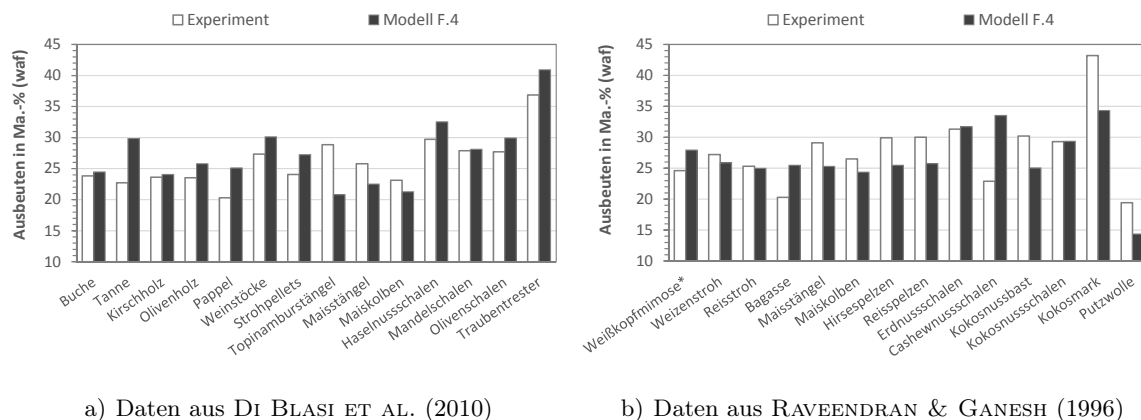 Experiment Modell F.4
Ausbeuten in Ma.-% (waf)
45
40
35
30
25
20
15
10
Buche
Tanne
Kirschholz
Olivenholz
Pappel
Weinstöcke
Strohpellets
Topinamburstängel
Maisstängel
Maiskolben
Haselnussschalen
Mandelschalen
Olivenschalen
Traubentrester
a) Daten aus DI BLASI ET AL. (2010)
Experiment Modell F.4
Ausbeuten in Ma.-% (waf)
45
40
35
30
25
20
15
10
Weißkopfmimose*
Weizenstroh
Reisstroh
Bagasse
Maisstängel
Maiskolben
Hirsespelzen
Reisspelzen
Erdnussschalen
Cashewnussschalen
Kokosnussbast
Kokosnussschalen
Kokosmark
Putzwolle
b) Daten aus RAVEENDRAN & GANESH (1996)